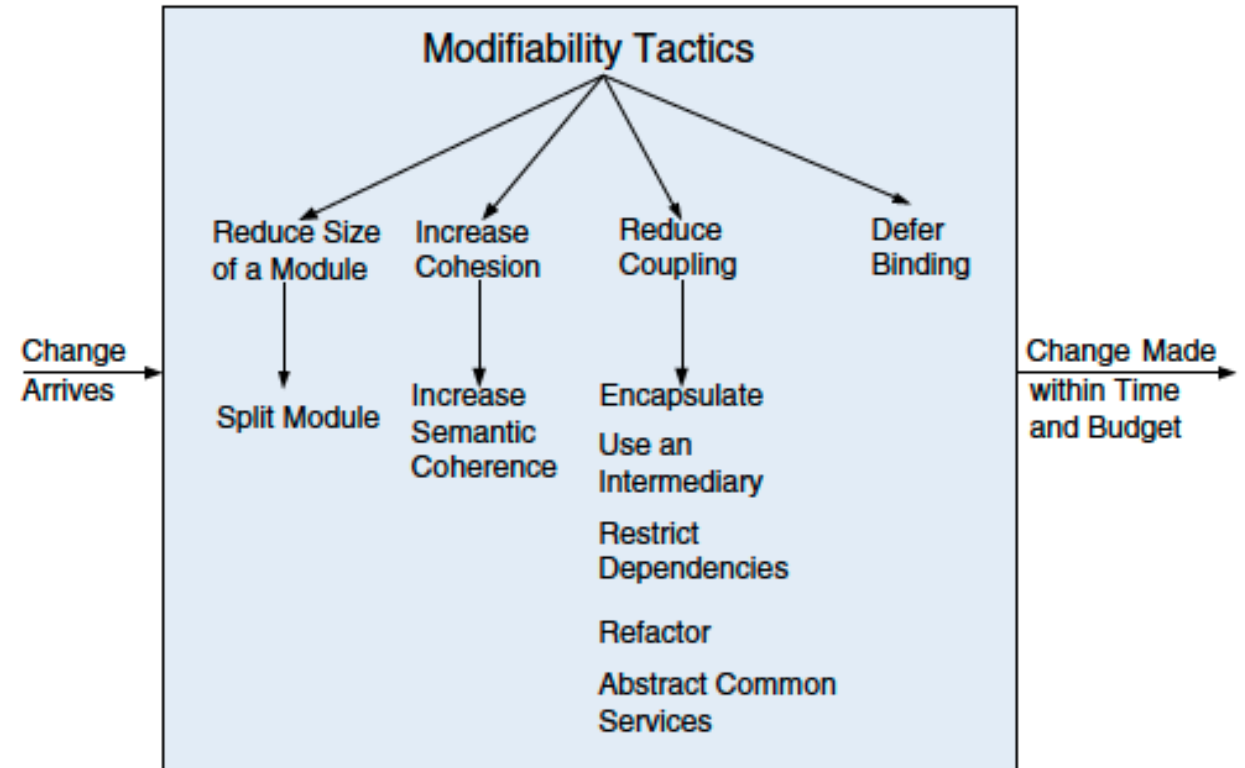 Modifiability Tactics
Reduce Size
of a Module
Increase
Cohesion
Reduce
Coupling
Defer
Binding
Change
Arrives
Split Module
Increase
Semantic
Coherence
Encapsulate
Use an
Intermediary
Restrict
Dependencies
Refactor
Abstract Common
Services
Change Made
within Time
and Budget